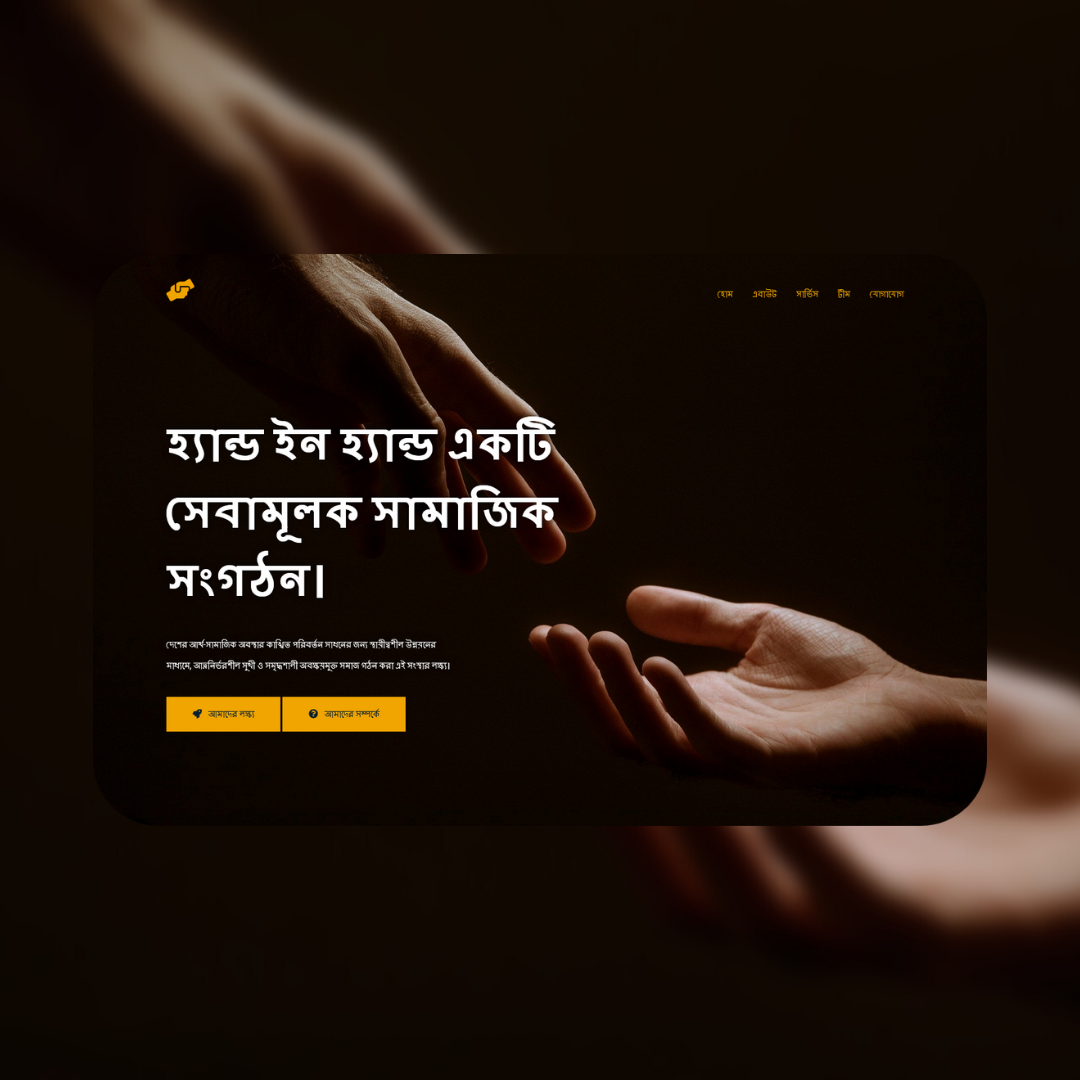 হোম এবাউট সার্ভিস টীম যোগাযোগ
হ্যান্ড ইন হ্যান্ড একটি
সেবামূলক সামাজিক
সংগঠন।
দেশের আর্থ-সামাজিক অবস্থার কাঙ্খিত পরিবর্তন সাধনের জন্য স্থায়ীত্বশীল উন্নয়নের
মাধ্যমে, আত্মনির্ভরশীল সুখী ও সমৃদ্ধশালী অবক্ষয়মুক্ত সমাজ গঠন করা এই সংস্থার লক্ষ্য।
আমাদের লক্ষ্য আমাদের সম্পর্কে